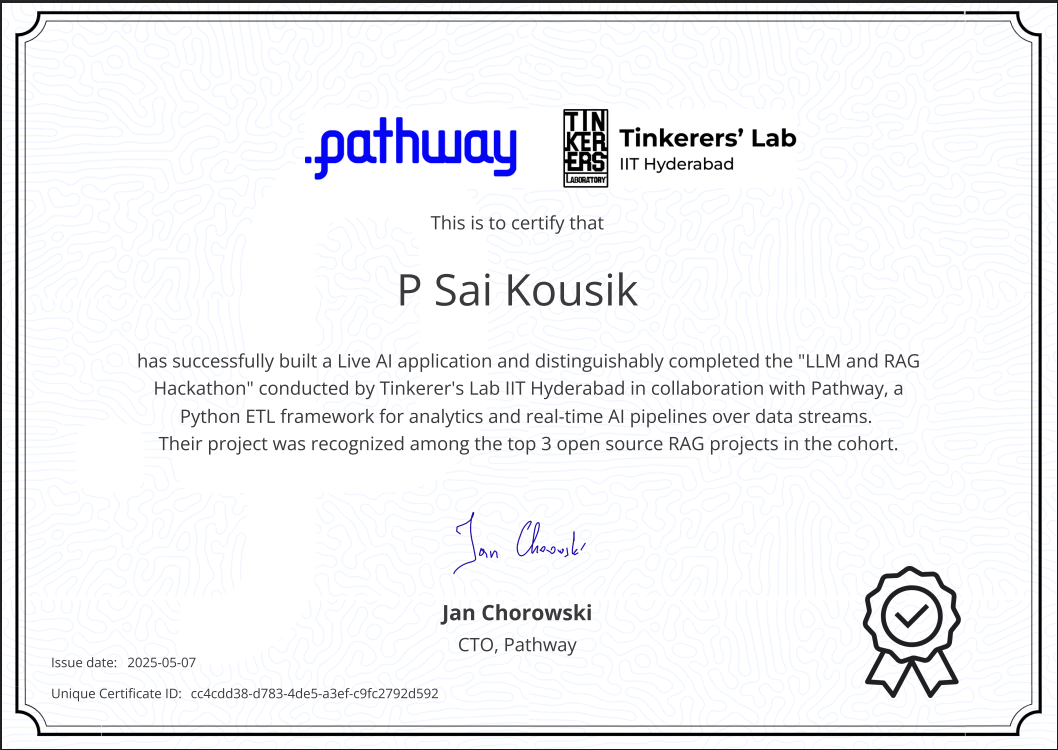 .pathway
TINKERERS LABORATORY
Tinkerers’ Lab
IIT Hyderabad
This is to certify that
P Sai Kousik
has successfully built a Live AI application and distinguishably completed the "LLM and RAG
Hackathon" conducted by Tinkerer's Lab IIT Hyderabad in collaboration with Pathway, a
Python ETL framework for analytics and real-time AI pipelines over data streams.
Their project was recognized among the top 3 open source RAG projects in the cohort.
Jan Chorowski
Jan Chorowski
CTO, Pathway
Issue date: 2025-05-07
Unique Certificate ID: cc4cdd38-d783-4de5-a3ef-c9fc2792d592